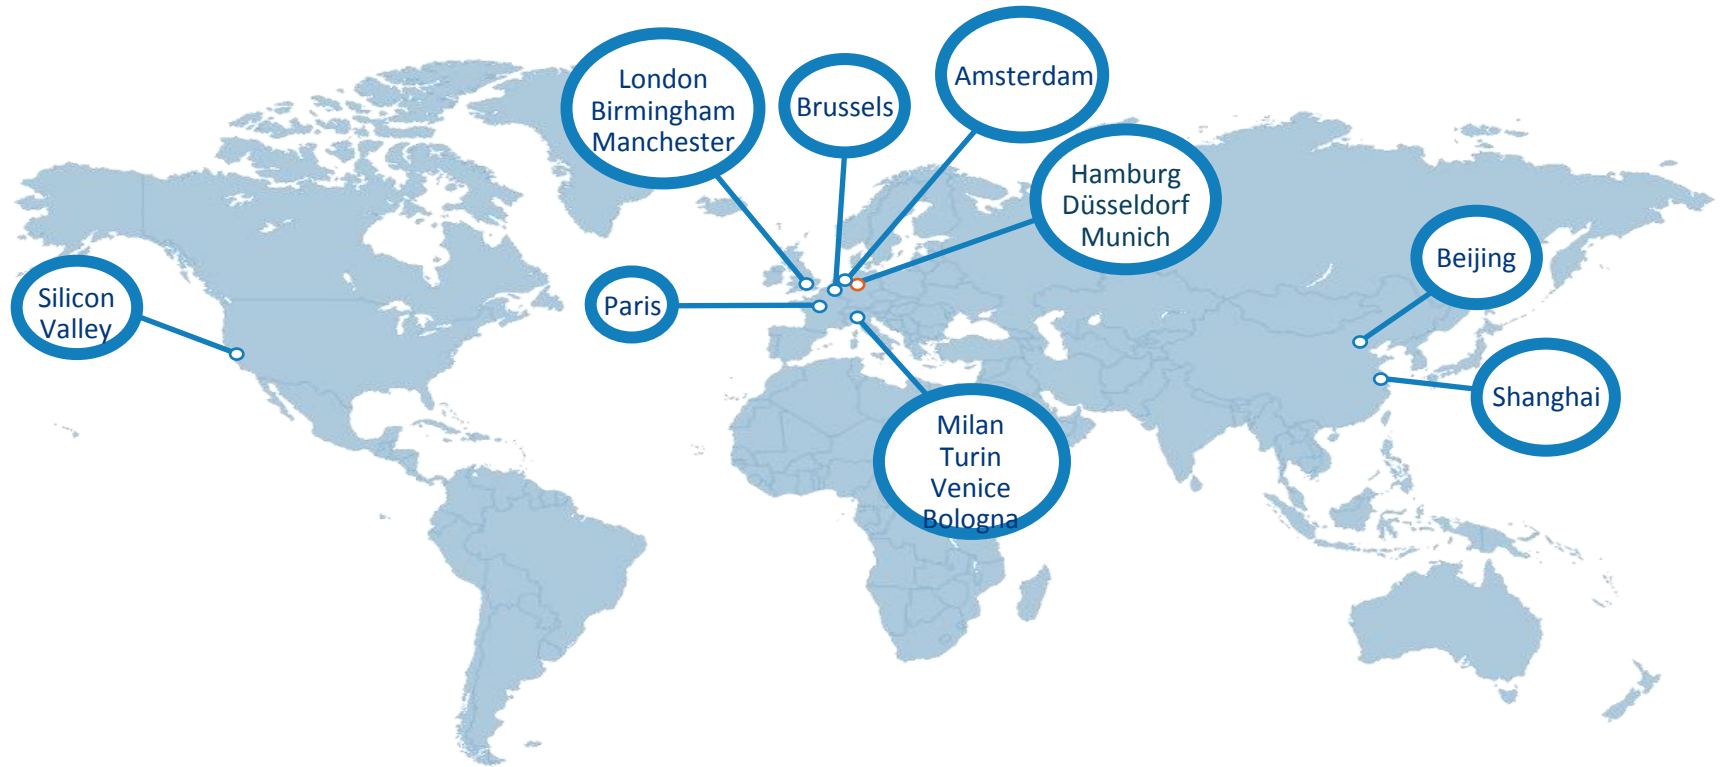 London
Birmingham
Manchester
Brussels
Amsterdam
Hamburg
Düsseldorf
Munich
Beijing
Silicon
Valley
Paris
Shanghai
Milan
Turin
Venice
Bologna